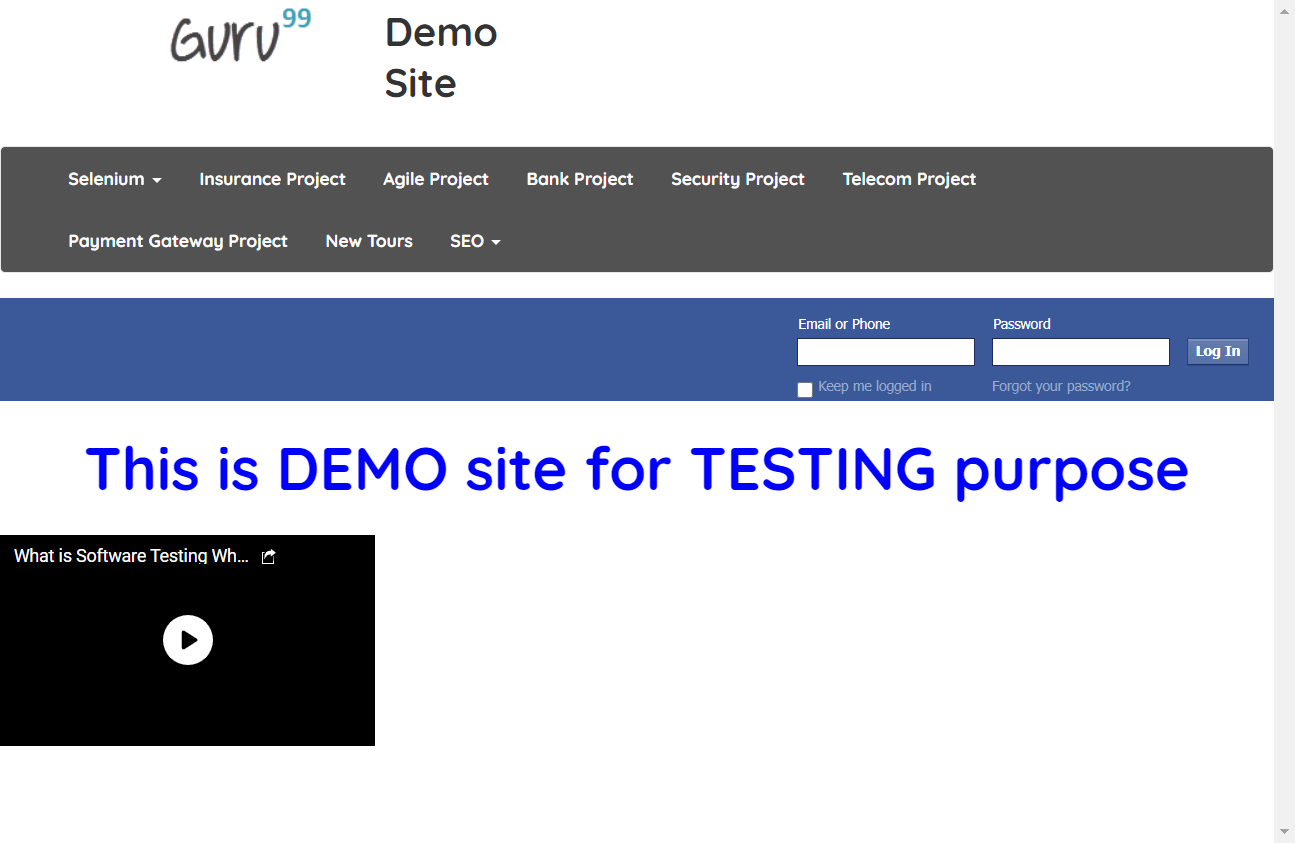 Guru99
Demo
Site
Selenium Insurance Project Agile Project Bank Project Security Project Telecom Project
Payment Gateway Project New Tours SEO
Email or Phone Password
Log In
Keep me logged in Forgot your password?
This is DEMO site for TESTING purpose
What is Software Testing Wh...